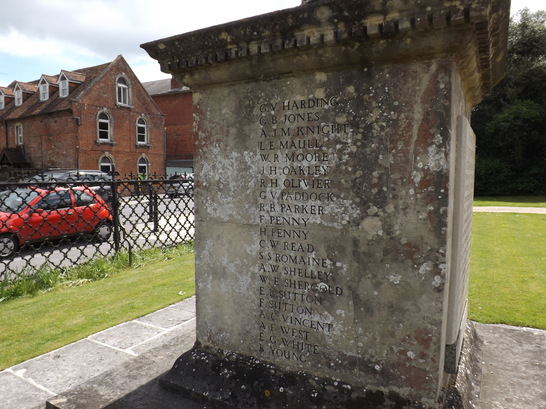 C.V HARDING
G.B JONES
A.J.M KNIGHT
L.E MAULL
W.R MOORE
J.H OAKLEY
R.H OLIVIER
G.V PADDOCK
R.B PARKER
F PENNY
H PENNY
C.W READ
S.S ROMAINE
A.W SHELLEY
W.E SHERGOLD
E.C SUTTON
F SUTTON
A.C VINCENT
A.F WEST
E.G WHITE
R YOUNG